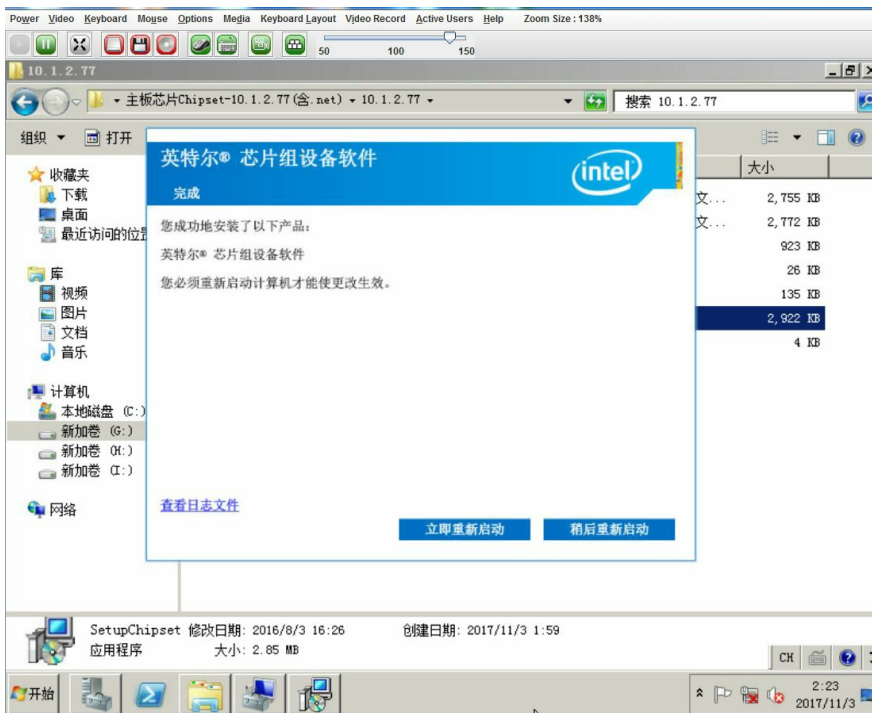 Power Video Keyboard Mouse Options Media Keyboard Layout Video Record Active Users Help Zoom Size : 138%
50 100 150
10.1.2.77
主板芯片Chipset-10.1.2.77(含.net) 10.1.2.77 搜索 10.1.2.77
组织 打开
英特尔® 芯片组设备软件
完成
intel
大小
收藏夹
下载
桌面
最近访问的位
库
视频
图片
文档
音乐
计算机
本地磁盘 (C:)
新加卷 (G:)
新加卷 (H:)
新加卷 (I:)
网络
您成功地安装了以下产品:
英特尔® 芯片组设备软件
您必须重新启动计算机才能使更改生效。
查看日志文件
立即重新启动 稍后重新启动
文... 2,755 KB
文... 2,772 KB
923 KB
26 KB
135 KB
2,922 KB
4 KB
SetupChipset 修改日期: 2016/8/3 16:26 创建日期: 2017/11/3 1:59
应用程序 大小: 2.85 MB
CH
开始
2:23
2017/11/3